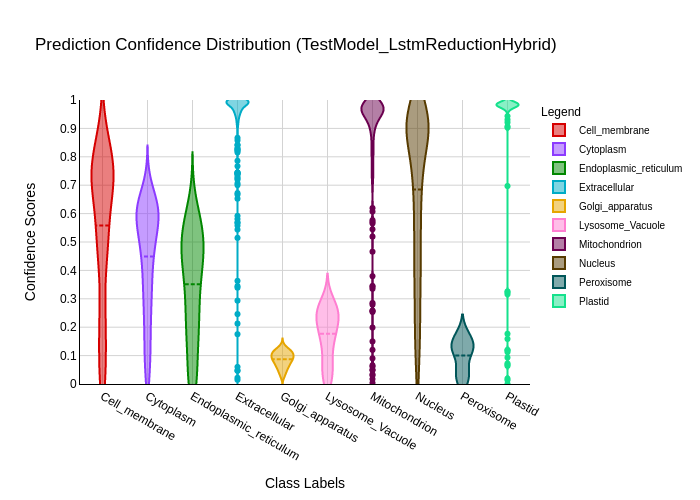 Prediction Confidence Distribution (TestModel_LstmReductionHybrid)
Confidence Scores
1
0.9
0.8
0.7
0.6
0.5
0.4
0.3
0.2
0.1
0
Cell_membrane
Cytoplasm
Endoplasmic_reticulum
Extracellular
Golgi_apparatus
Lysosome_Vacuole
Mitochondrion
Nucleus
Peroxisome
Plastid
Class Labels
Legend
Cell_membrane
Cytoplasm
Endoplasmic_reticulum
Extracellular
Golgi_apparatus
Lysosome_Vacuole
Mitochondrion
Nucleus
Peroxisome
Plastid